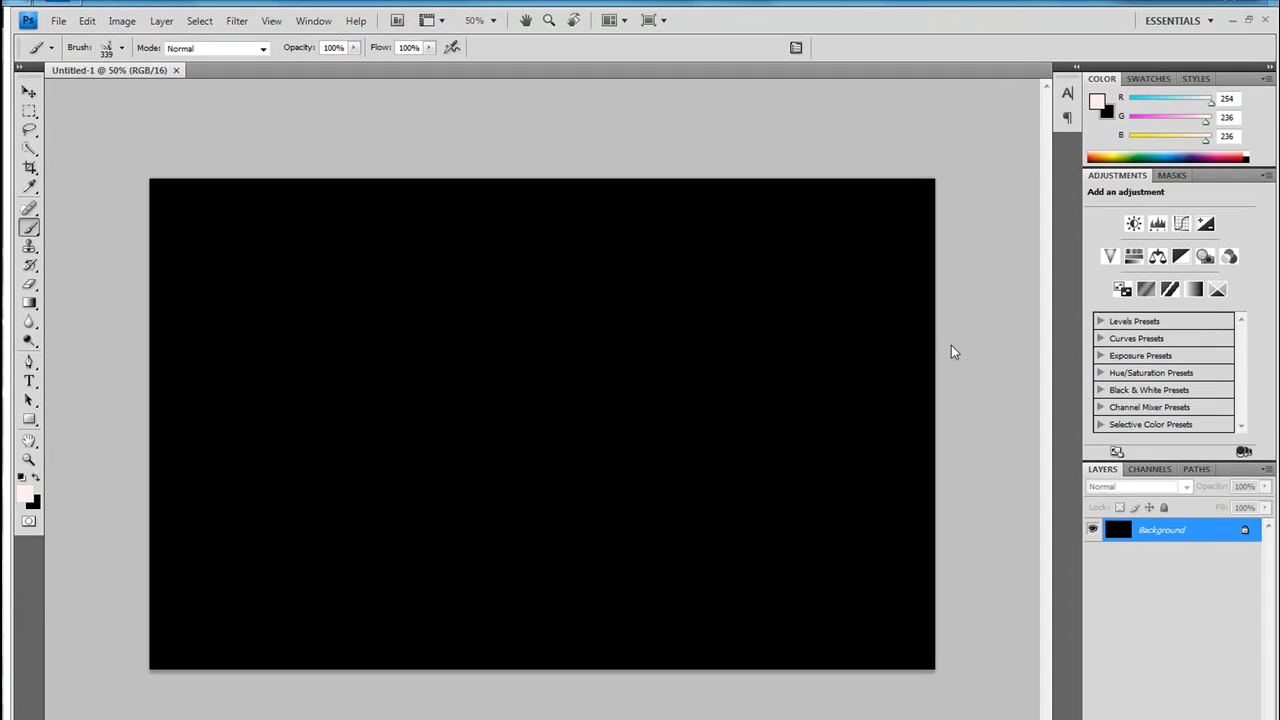 Ps File Edit Image Layer Select Filter Analysis View Window Help Br 50% ESSENTIALS
Brush: 339 Mode: Normal Opacity: 100% Flow: 100%
Untitled-1 @ 50% (RGB/16)
COLOR SWATCHES STYLES
R 254
G 236
B 236
ADJUSTMENTS MASKS
Add an adjustment
Levels Presets
Curves Presets
Exposure Presets
Hue/Saturation Presets
Black & White Presets
Channel Mixer Presets
Selective Color Presets
LAYERS CHANNELS PATHS
Normal Opacity: 100%
Lock: Fill: 100%
Background